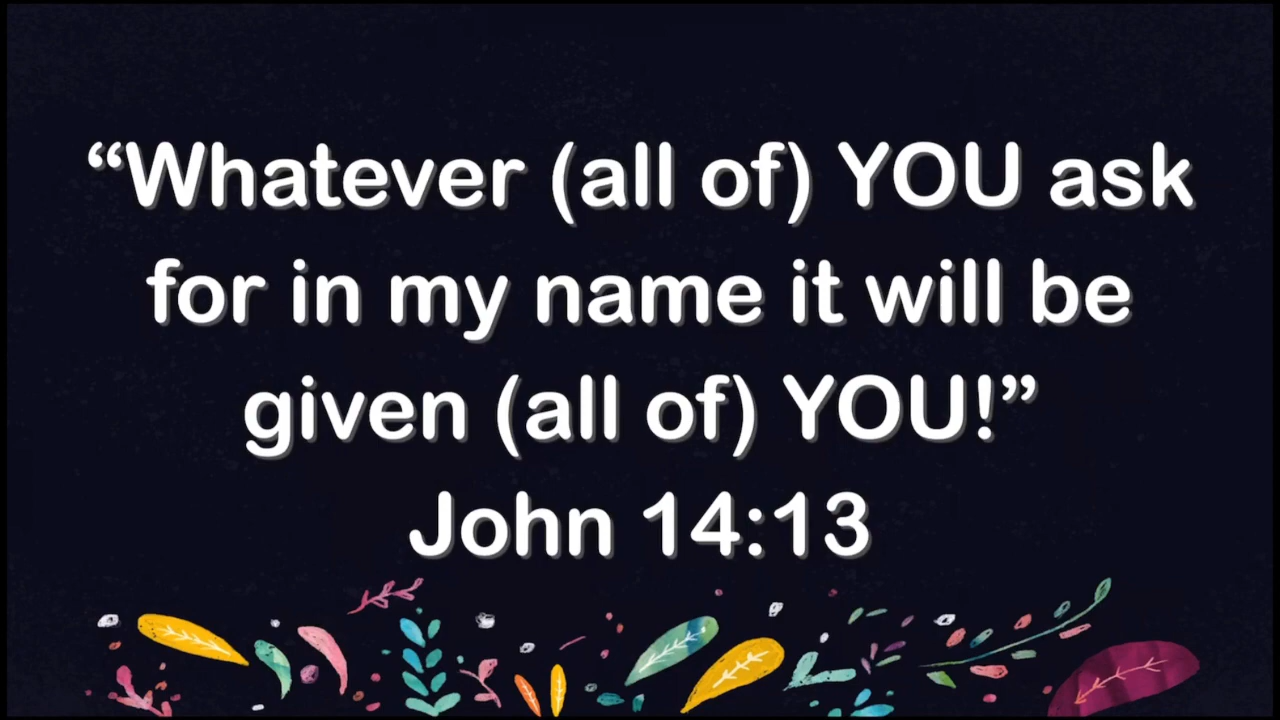 “Whatever (all of) YOU ask
for in my name it will be
given (all of) YOU!”
John 14:13